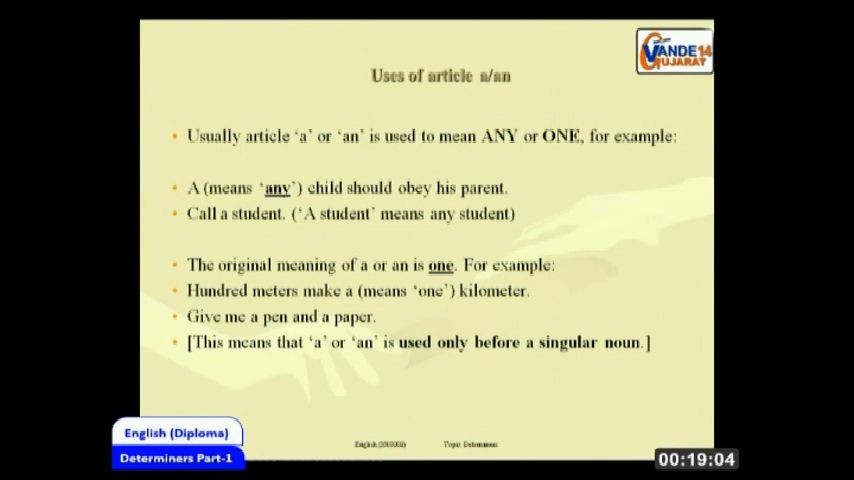 VANDE 14
GUJARAT
Uses of article a/an
• Usually article ‘a’ or ‘an’ is used to mean ANY or ONE, for example:
• A (means ‘any’) child should obey his parent.
• Call a student. (‘A student’ means any student)
• The original meaning of a or an is one. For example:
• Hundred meters make a (means ‘one’) kilometer.
• Give me a pen and a paper.
• [This means that ‘a’ or ‘an’ is used only before a singular noun.]
English (Diploma)
Determiners Part-1
English Topic: Determiners
00:19:04